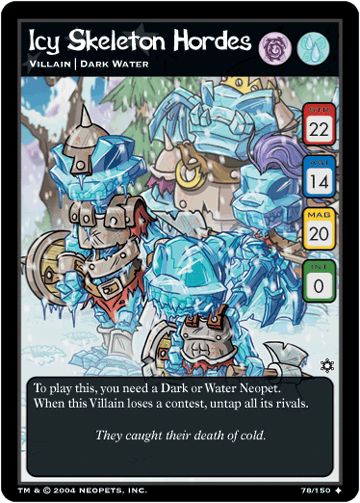 Icy Skeleton Hordes
Villain | Dark Water
STR
22
AGI
14
MAG
20
INT
0
To play this, you need a Dark or Water Neopet.
When this Villain loses a contest, untap all its rivals.
They caught their death of cold.
TM & © 2004 NEOPETS, INC.
78/150